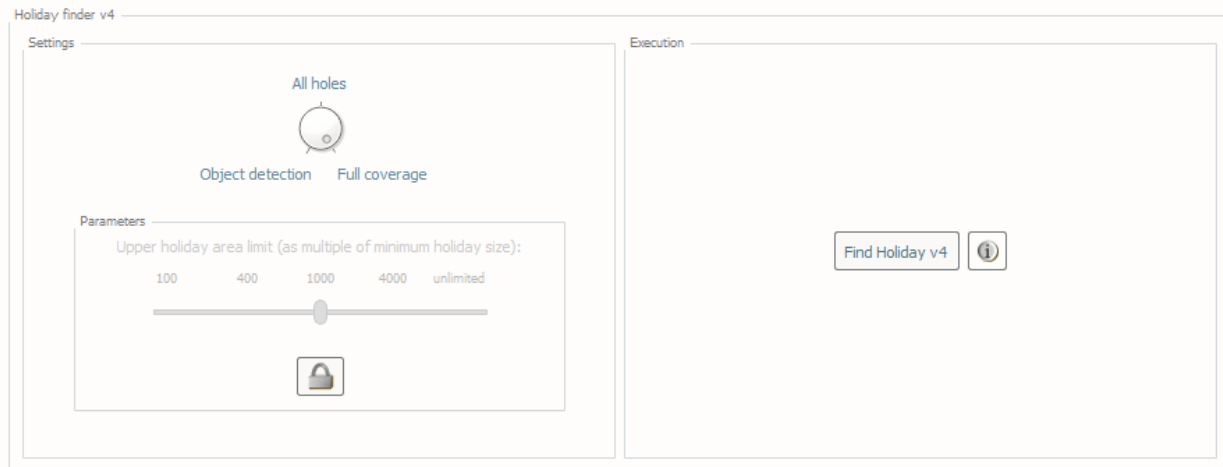 Holiday finder v4
Settings
All holes
Object detection
Full coverage
Parameters
Upper holiday area limit (as multiple of minimum holiday size):
100 400 1000 4000 unlimited
Execution
Find Holiday v4